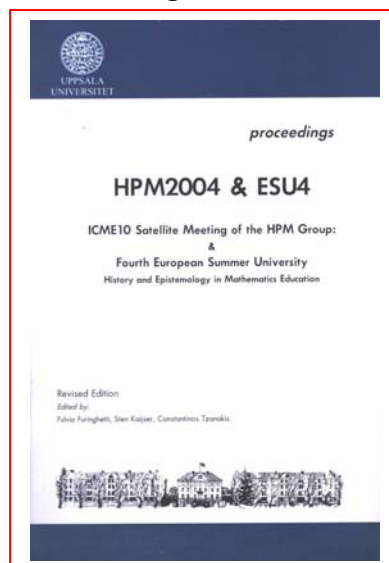 UPPSALA
UNIVERSITET
proceedings
HPM2004 & ESU4
ICME10 Satellite Meeting of the HPM Group:
&
Fourth European Summer University
History and Epistemology in Mathematics Education
Revised Edition
Edited by:
Fulvia Furinghetti, Sten Kaijser, Constantinos Tzanakis